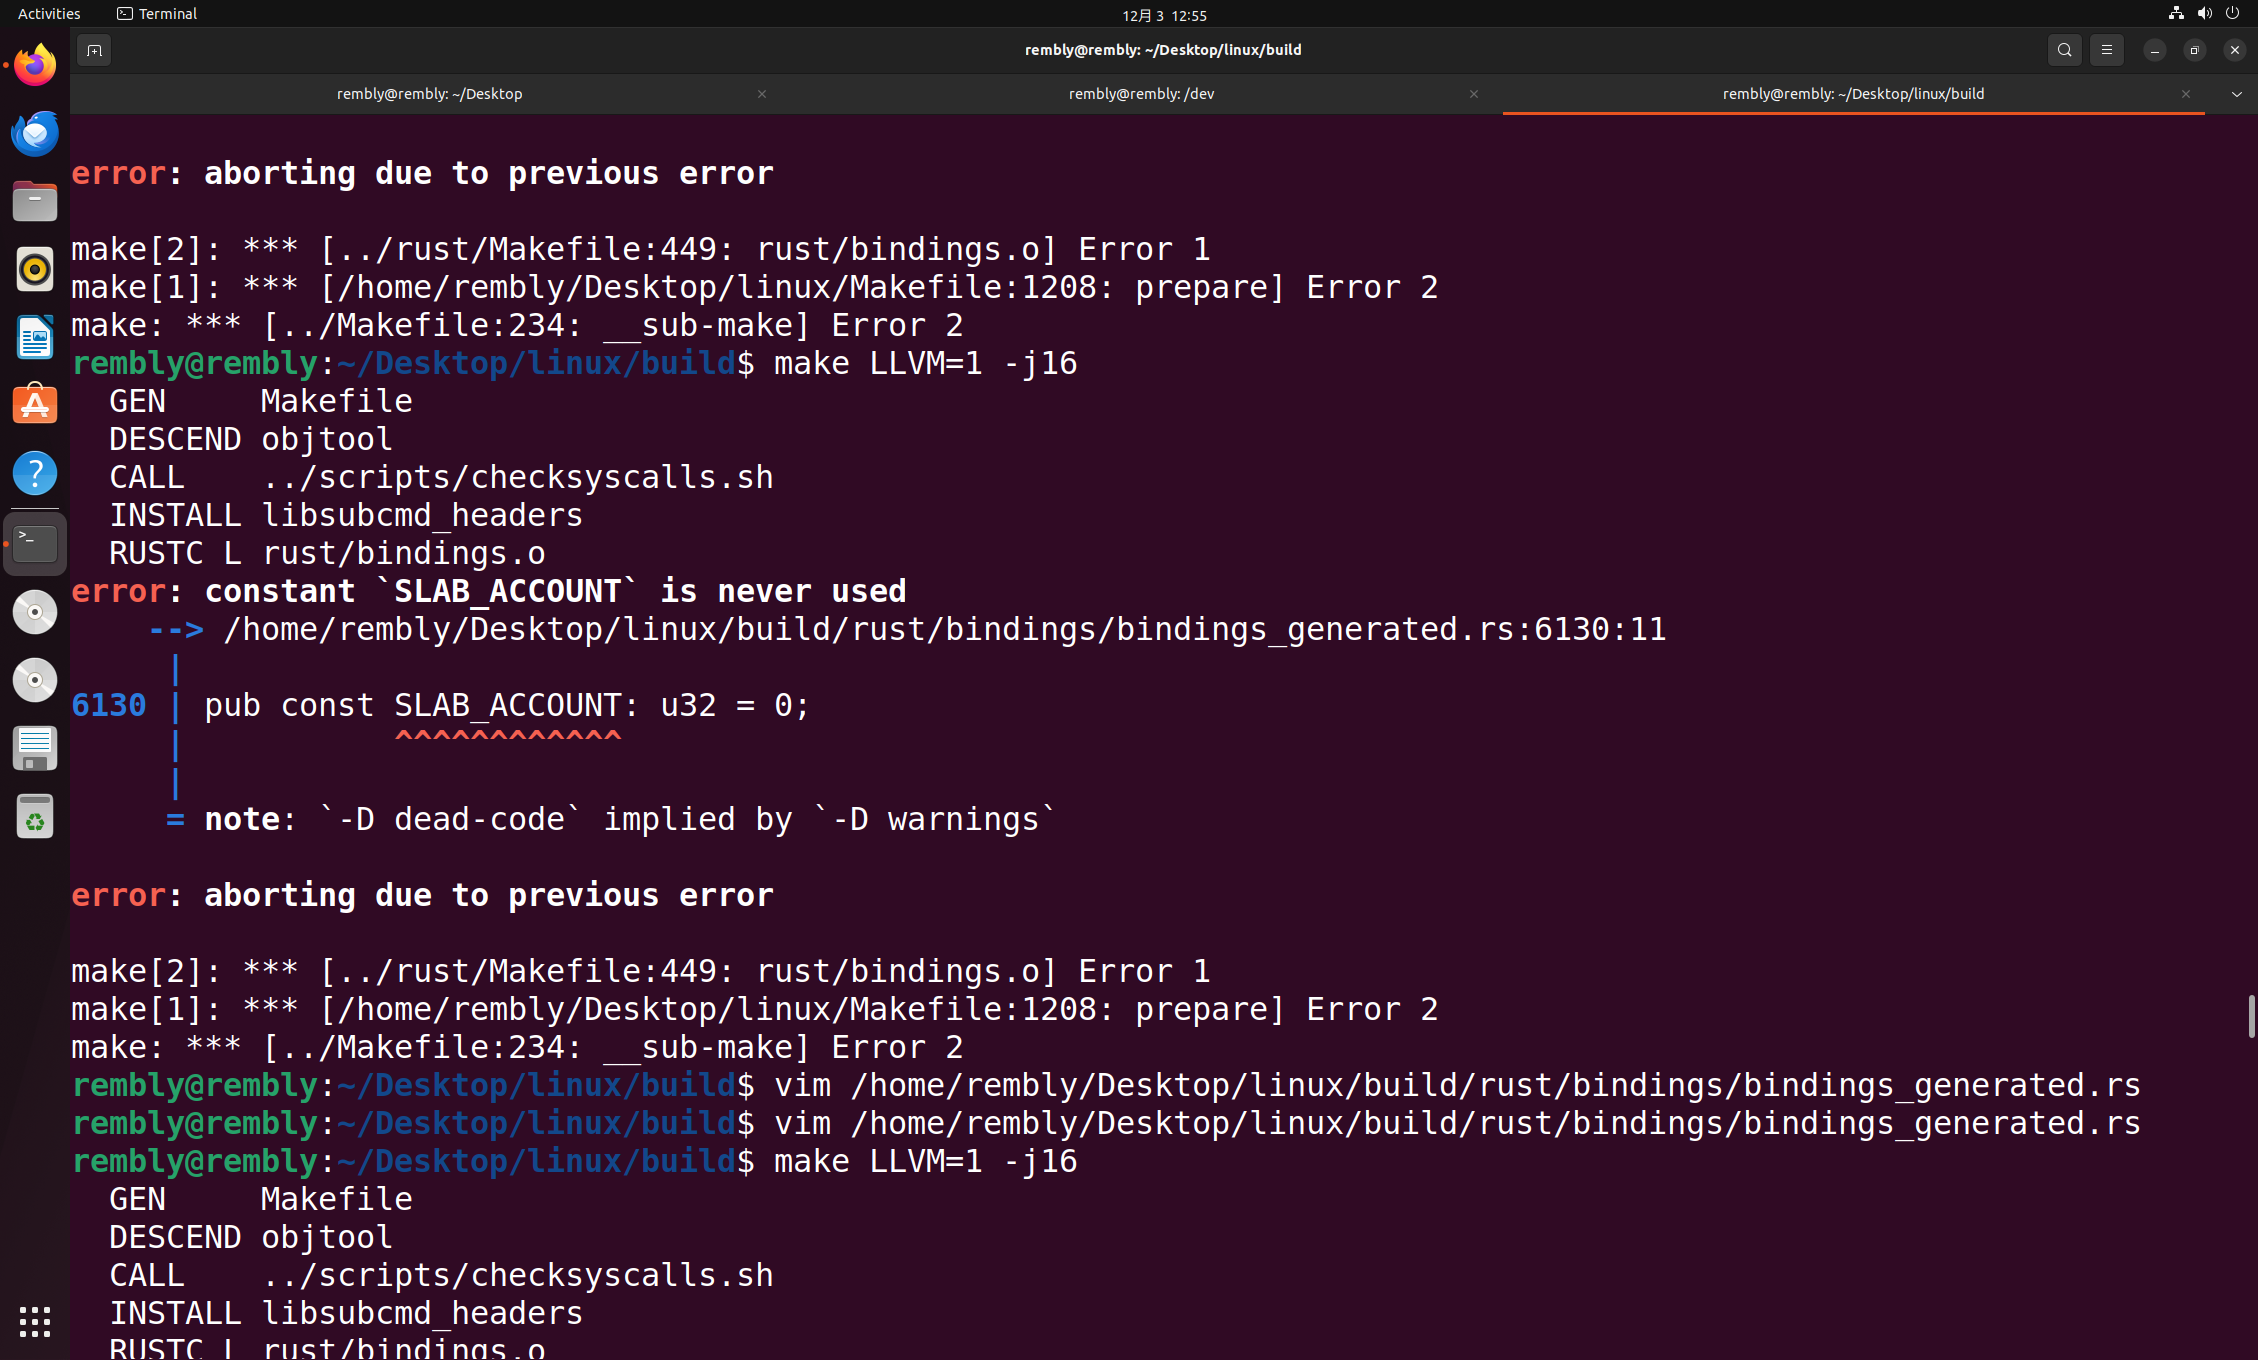 Activities
Terminal
12月 3 12:55
rembly@rembly: ~/Desktop/linux/build
rembly@rembly: ~/Desktop
rembly@rembly: /dev
rembly@rembly: ~/Desktop/linux/build
error: aborting due to previous error
make[2]: *** [../rust/Makefile:449: rust/bindings.o] Error 1
make[1]: *** [/home/rembly/Desktop/linux/Makefile:1208: prepare] Error 2
make: *** [../Makefile:234: __sub-make] Error 2
rembly@rembly:~/Desktop/linux/build$ make LLVM=1 -j16
  GEN     Makefile
  DESCEND objtool
  CALL    ../scripts/checksyscalls.sh
  INSTALL libsubcmd_headers
  RUSTC L rust/bindings.o
error: constant `SLAB_ACCOUNT` is never used
    --> /home/rembly/Desktop/linux/build/rust/bindings/bindings_generated.rs:6130:11
     |
6130 | pub const SLAB_ACCOUNT: u32 = 0;
     |           ^^^^^^^^^^^^
     |
     = note: `-D dead-code` implied by `-D warnings`
error: aborting due to previous error
make[2]: *** [../rust/Makefile:449: rust/bindings.o] Error 1
make[1]: *** [/home/rembly/Desktop/linux/Makefile:1208: prepare] Error 2
make: *** [../Makefile:234: __sub-make] Error 2
rembly@rembly:~/Desktop/linux/build$ vim /home/rembly/Desktop/linux/build/rust/bindings/bindings_generated.rs
rembly@rembly:~/Desktop/linux/build$ vim /home/rembly/Desktop/linux/build/rust/bindings/bindings_generated.rs
rembly@rembly:~/Desktop/linux/build$ make LLVM=1 -j16
  GEN     Makefile
  DESCEND objtool
  CALL    ../scripts/checksyscalls.sh
  INSTALL libsubcmd_headers
  RUSTC L rust/bindings.o